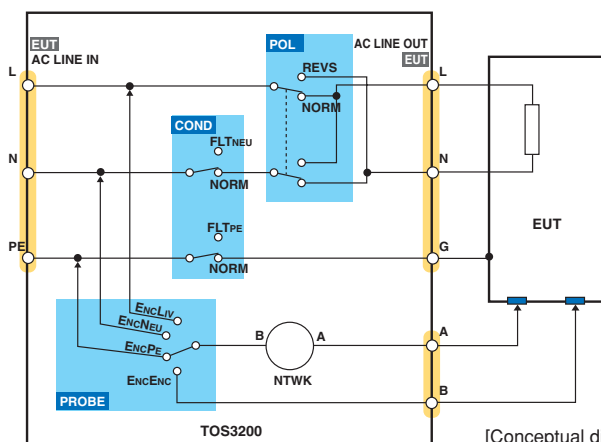 EUT
AC LINE IN
POL
AC LINE OUT
EUT
L
REVS
L
NORM
COND
FLTNEU
N
NORM
N
EUT
FLTPE
PE
NORM
G
ENCLIV
ENCNEU
ENCPE
B
A
A
NTWK
ENCENC
B
PROBE
TOS3200
[Conceptual d